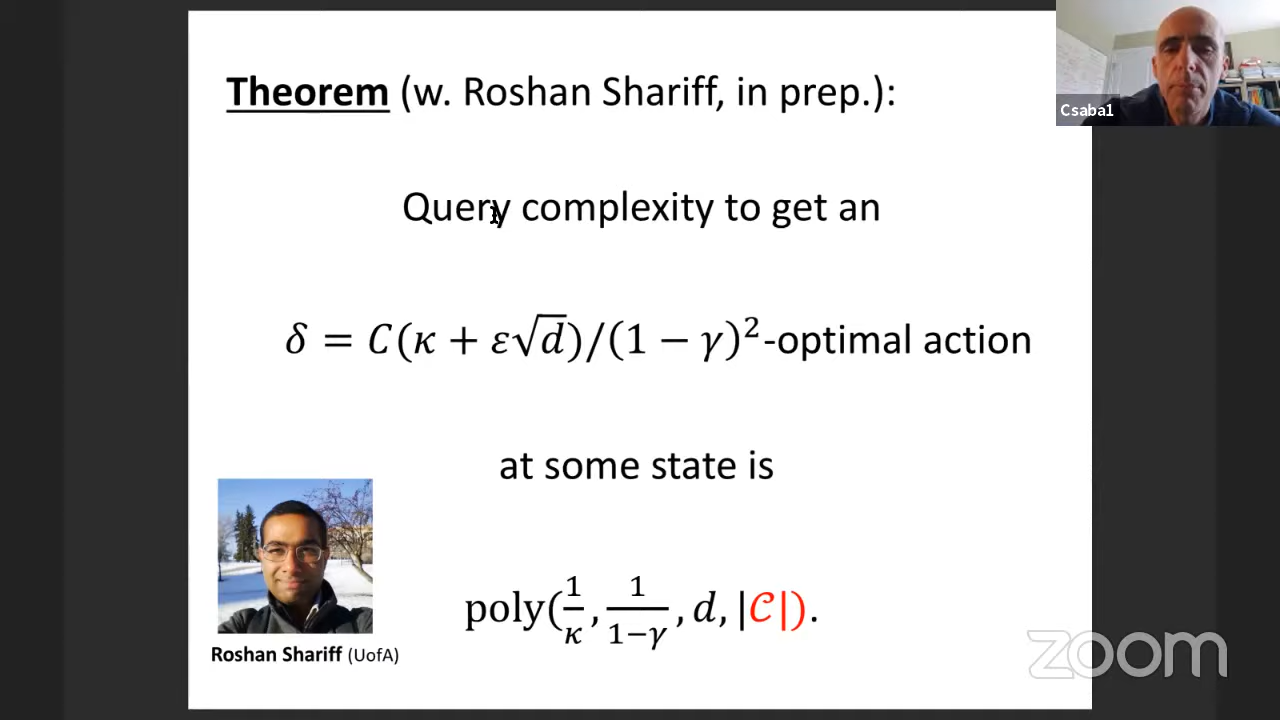 Theorem (w. Roshan Shariff, in prep.):
Csaba1
Query complexity to get an
δ = C(κ + ε√d)/(1 − γ)²-optimal action
at some state is
poly(1/κ, 1/(1−γ), d, |𝒞|).
Roshan Shariff (UofA)
zoom